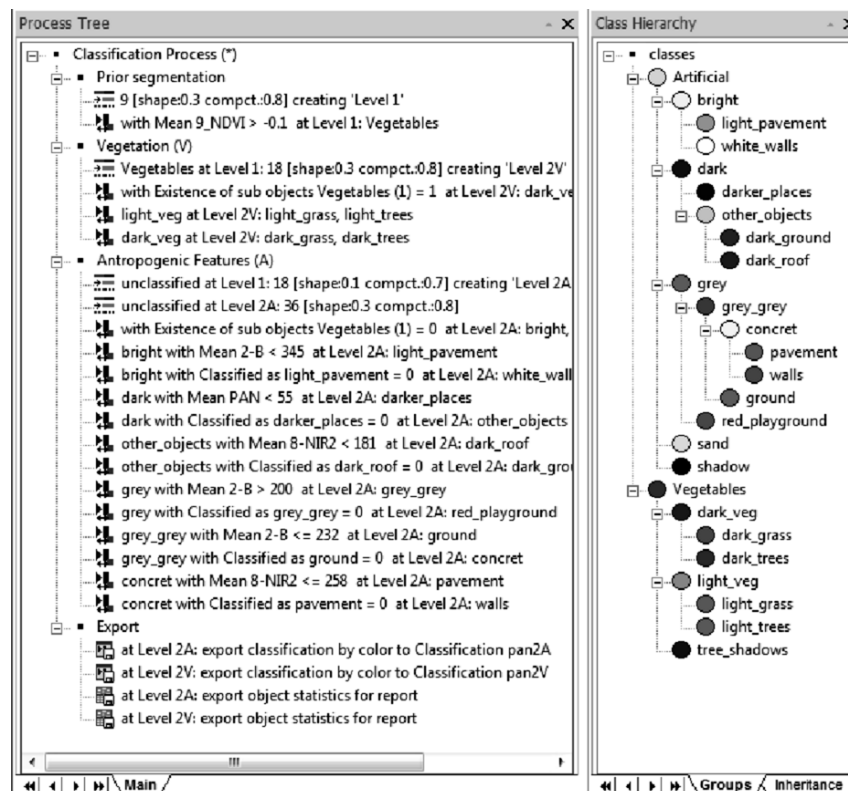 Process Tree
Classification Process (*)
Prior segmentation
9 [shape:0.3 compct.:0.8] creating 'Level 1'
with Mean 9_NDVI > -0.1 at Level 1: Vegetables
Vegetation (V)
Vegetables at Level 1: 18 [shape:0.3 compct.:0.8] creating 'Level 2V'
with Existence of sub objects Vegetables (1) = 1 at Level 2V: dark_ve
light_veg at Level 2V: light_grass, light_trees
dark_veg at Level 2V: dark_grass, dark_trees
Antropogenic Features (A)
unclassified at Level 1: 18 [shape:0.1 compct.:0.7] creating 'Level 2A
unclassified at Level 2A: 36 [shape:0.3 compct.:0.8]
with Existence of sub objects Vegetables (1) = 0 at Level 2A: bright,
bright with Mean 2-B < 345 at Level 2A: light_pavement
bright with Classified as light_pavement = 0 at Level 2A: white_wall
dark with Mean PAN < 55 at Level 2A: darker_places
dark with Classified as darker_places = 0 at Level 2A: other_objects
other_objects with Mean 8-NIR2 < 181 at Level 2A: dark_roof
other_objects with Classified as dark_roof = 0 at Level 2A: dark_grou
grey with Mean 2-B > 200 at Level 2A: grey_grey
grey with Classified as grey_grey = 0 at Level 2A: red_playground
grey_grey with Mean 2-B <= 232 at Level 2A: ground
grey_grey with Classified as ground = 0 at Level 2A: concret
concret with Mean 8-NIR2 <= 258 at Level 2A: pavement
concret with Classified as pavement = 0 at Level 2A: walls
Export
at Level 2A: export classification by color to Classification pan2A
at Level 2V: export classification by color to Classification pan2V
at Level 2A: export object statistics for report
at Level 2V: export object statistics for report
Main
Class Hierarchy
classes
Artificial
bright
light_pavement
white_walls
dark
darker_places
other_objects
dark_ground
dark_roof
grey
grey_grey
concret
pavement
walls
ground
red_playground
sand
shadow
Vegetables
dark_veg
dark_grass
dark_trees
light_veg
light_grass
light_trees
tree_shadows
Groups
Inheritance